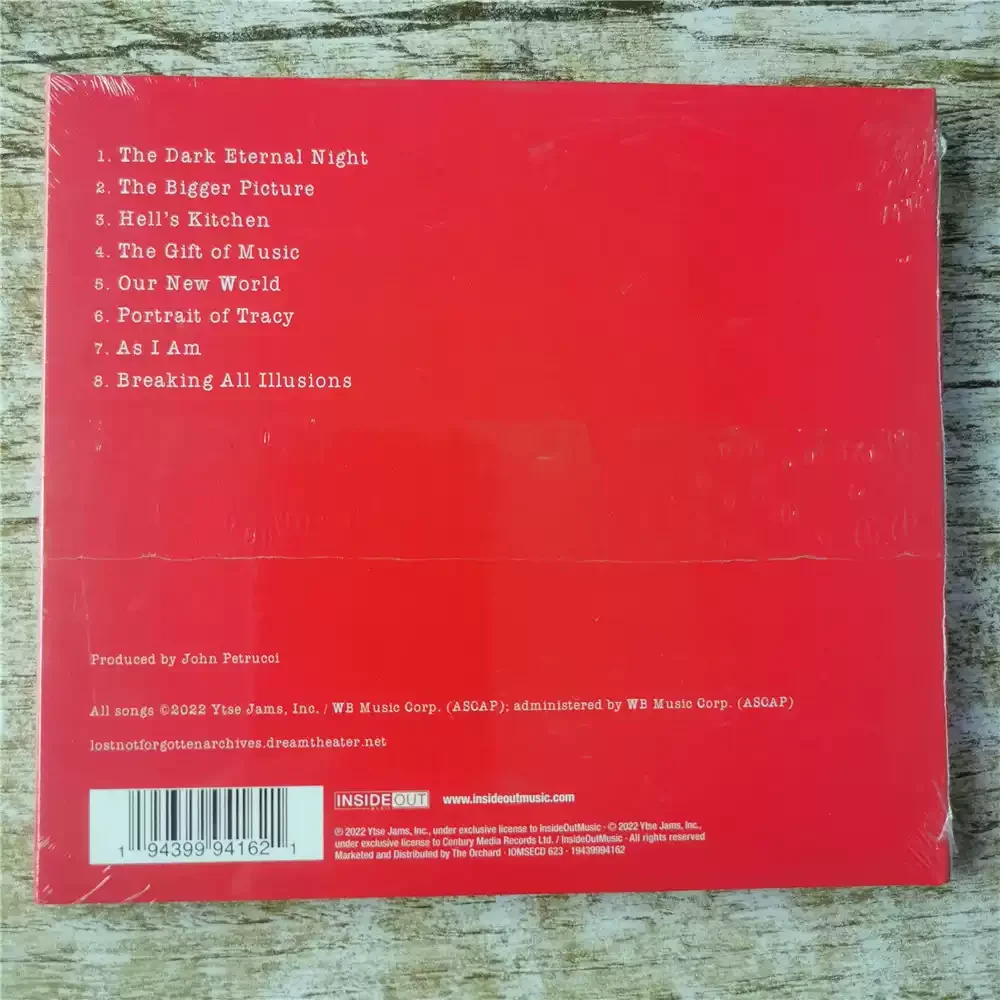 1. The Dark Eternal Night
2. The Bigger Picture
3. Hell's Kitchen
4. The Gift of Music
5. Our New World
6. Portrait of Tracy
7. As I Am
8. Breaking All Illusions
Produced by John Petrucci
All songs ©2022 Ytse Jams, Inc. / WB Music Corp. (ASCAP); administered by WB Music Corp. (ASCAP)
lostnotforgottenarchives.dreamtheater.net
INSIDEOUT www.insideoutmusic.com
MUSIC
℗ 2022 Ytse Jams, Inc., under exclusive license to InsideOutMusic · © 2022 Ytse Jams, Inc.,
under exclusive license to Century Media Records Ltd. / InsideOutMusic · All rights reserved
Marketed and Distributed by The Orchard · IOMSECD 623 · 19439994162
1 94399 94162 1